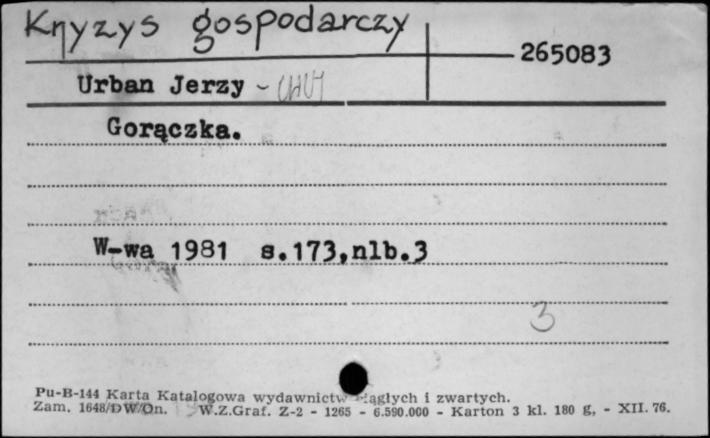 Kryzys gospodarczy
265083
Urban Jerzy - CHUJ
Gorączka.
W-wa 1981 s.173,nlb.3
3
Pu-B-144 Karta Katalogowa wydawnictw ciągłych i zwartych.
Zam. 1648/DW/On. W.Z.Graf. Z-2 - 1265 - 6.590.000 - Karton 3 kl. 180 g, - XII. 76.